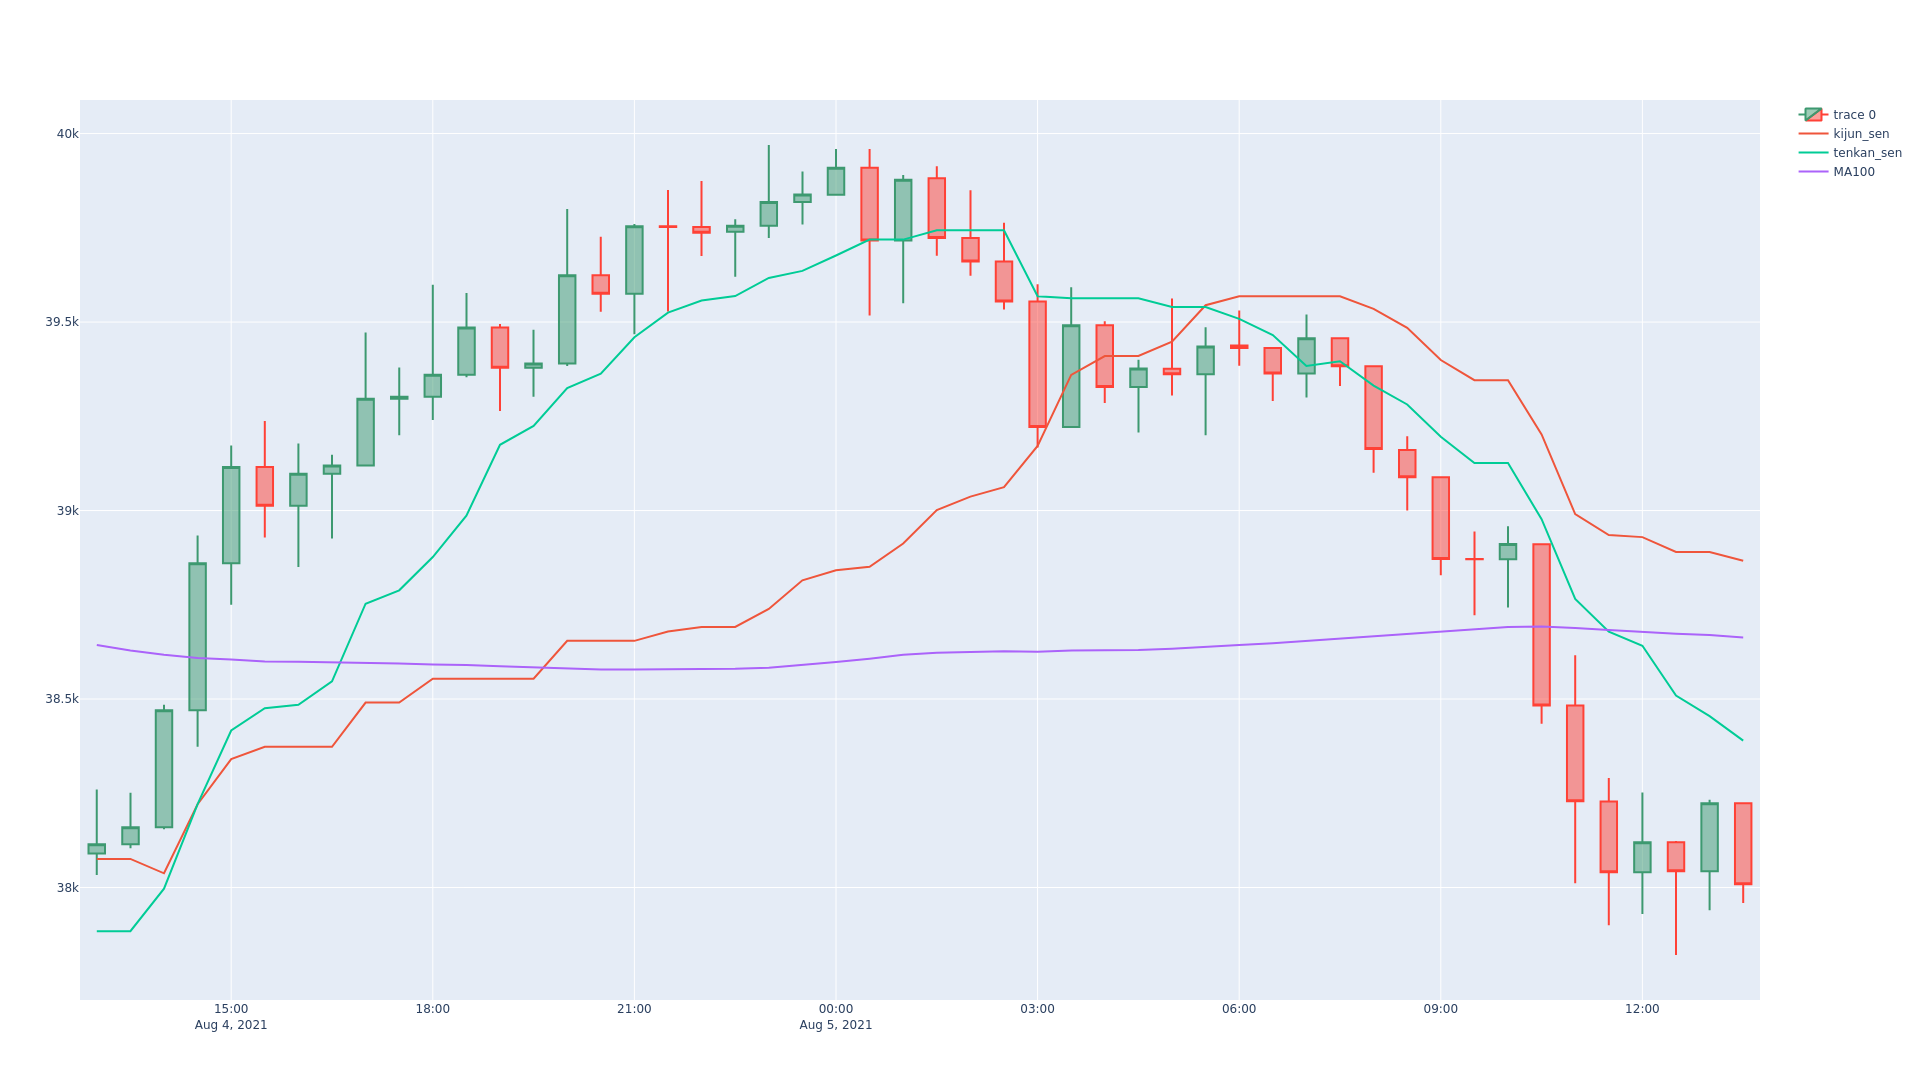 40k
39.5k
39k
38.5k
38k
15:00
Aug 4, 2021
18:00
21:00
00:00
Aug 5, 2021
03:00
06:00
09:00
12:00
trace 0
kijun_sen
tenkan_sen
MA100